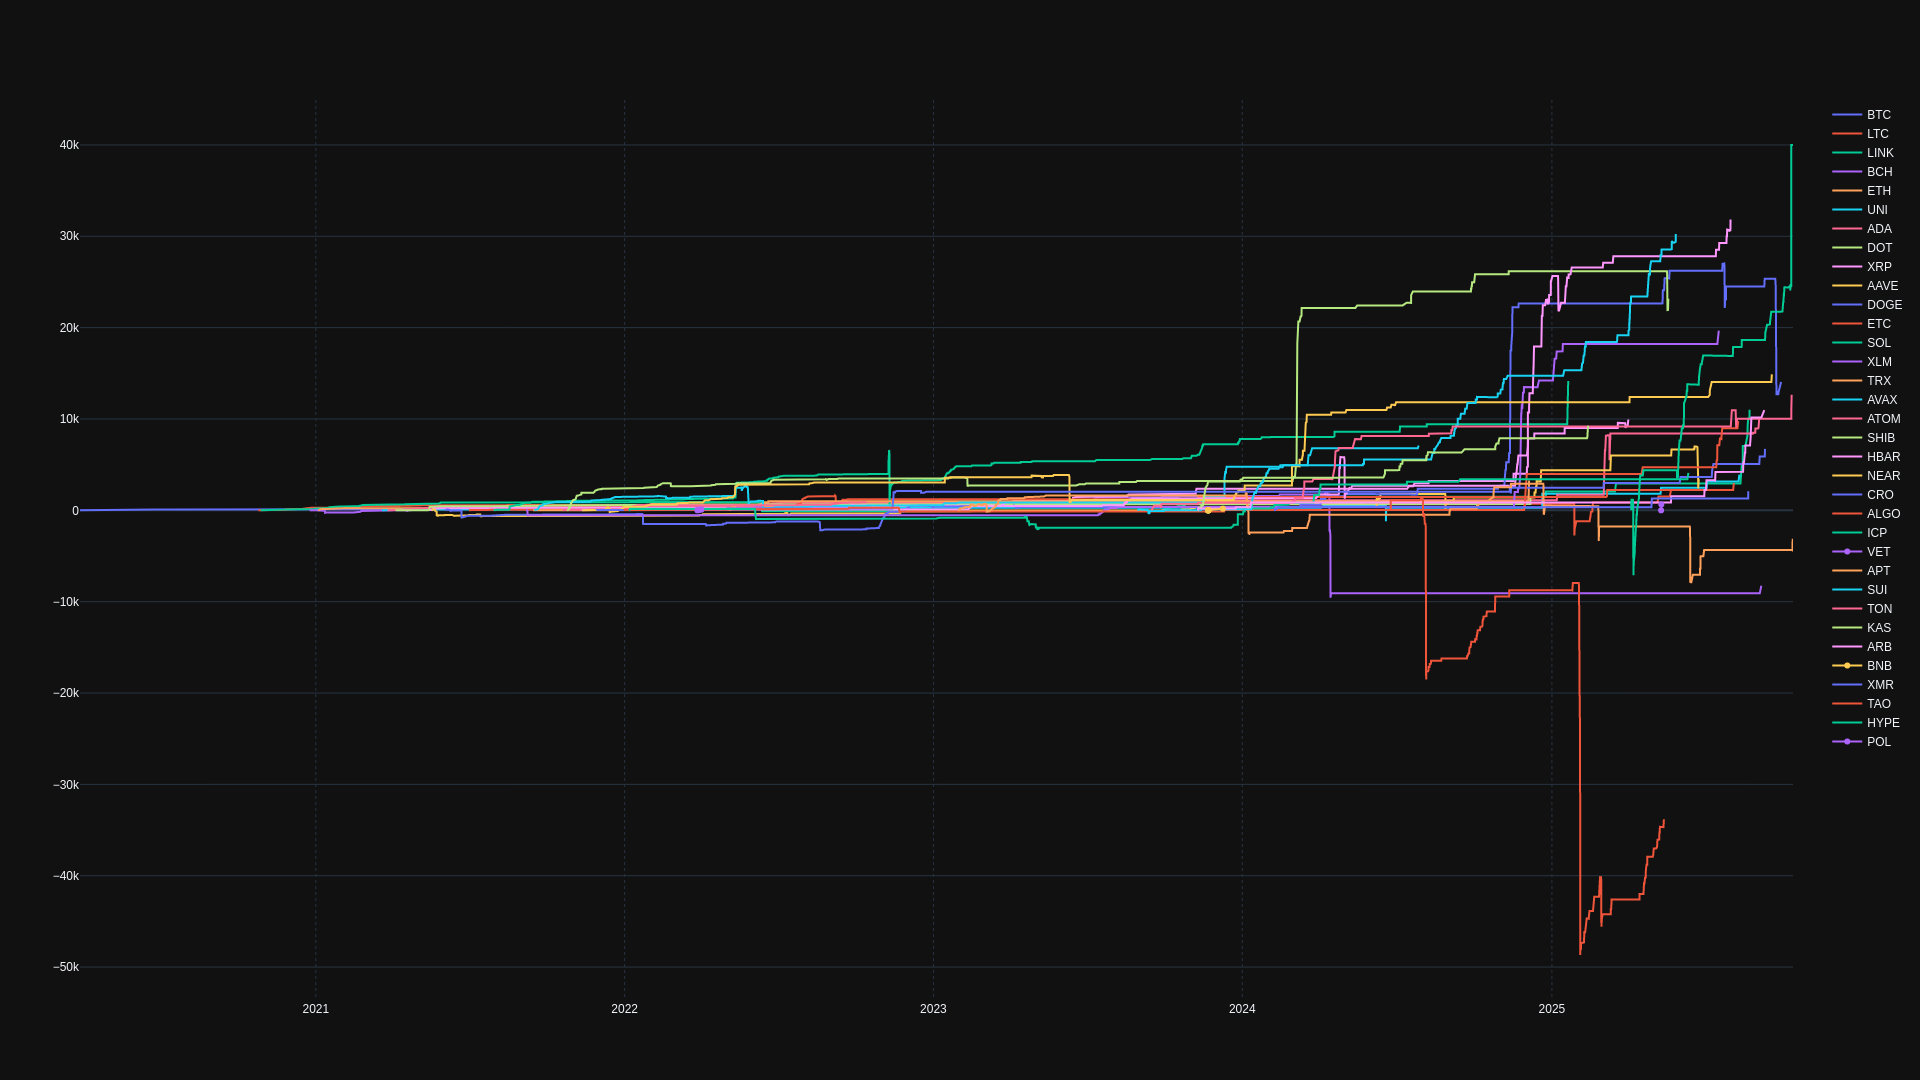 40k
30k
20k
10k
0
−10k
−20k
−30k
−40k
−50k
2021
2022
2023
2024
2025
BTC
LTC
LINK
BCH
ETH
UNI
ADA
DOT
XRP
AAVE
DOGE
ETC
SOL
XLM
TRX
AVAX
ATOM
SHIB
HBAR
NEAR
CRO
ALGO
ICP
VET
APT
SUI
TON
KAS
ARB
BNB
XMR
TAO
HYPE
POL